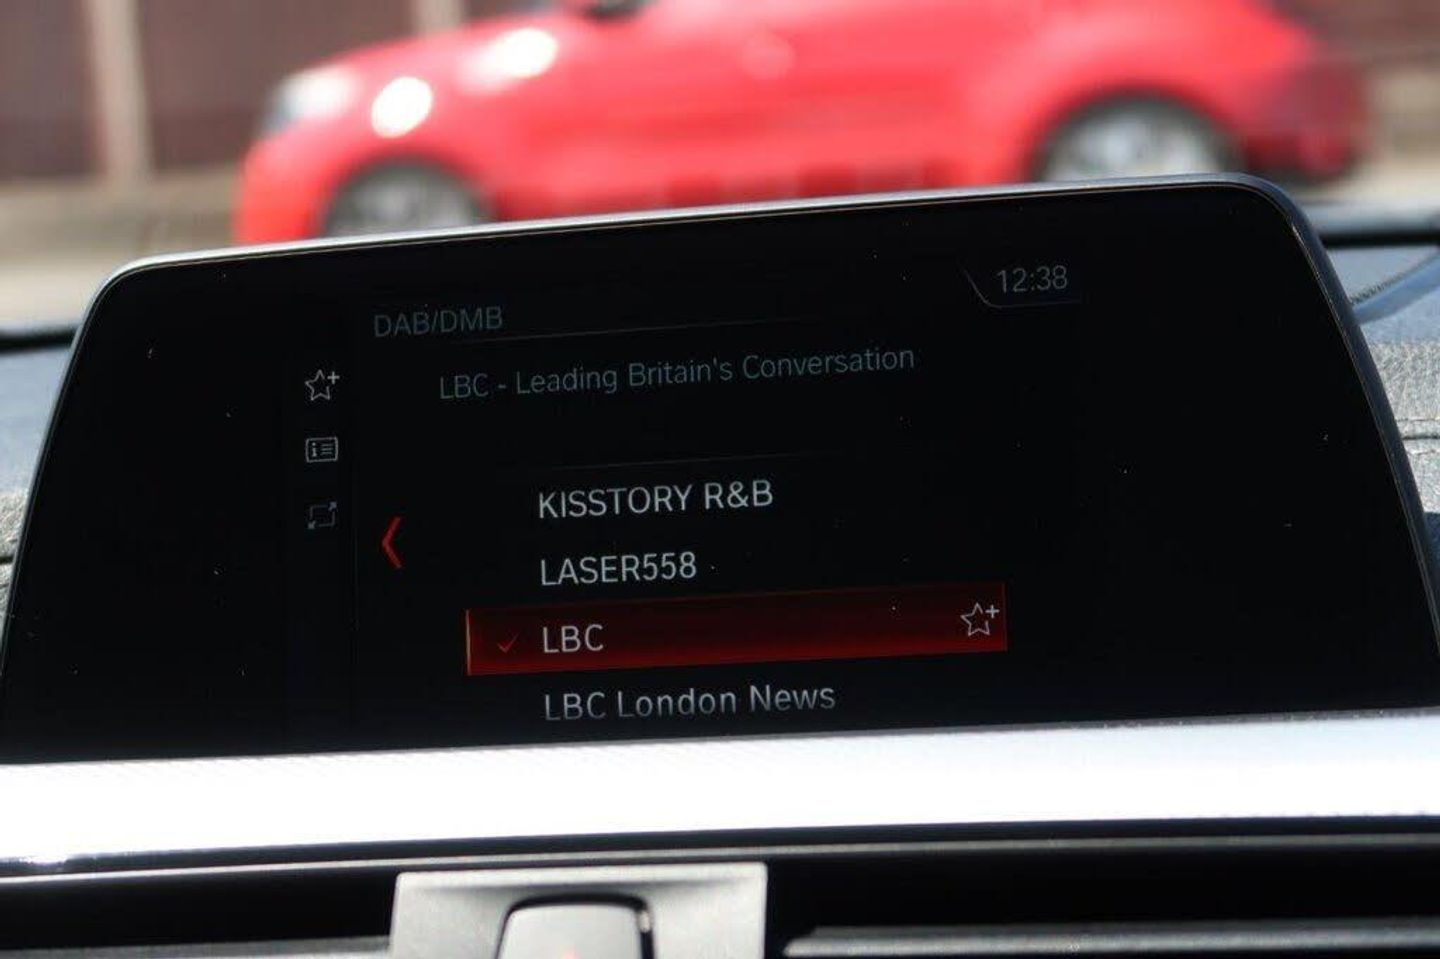 12:38
DAB/DMB
LBC - Leading Britain's Conversation
KISSTORY R&B
LASER558
LBC
LBC London News